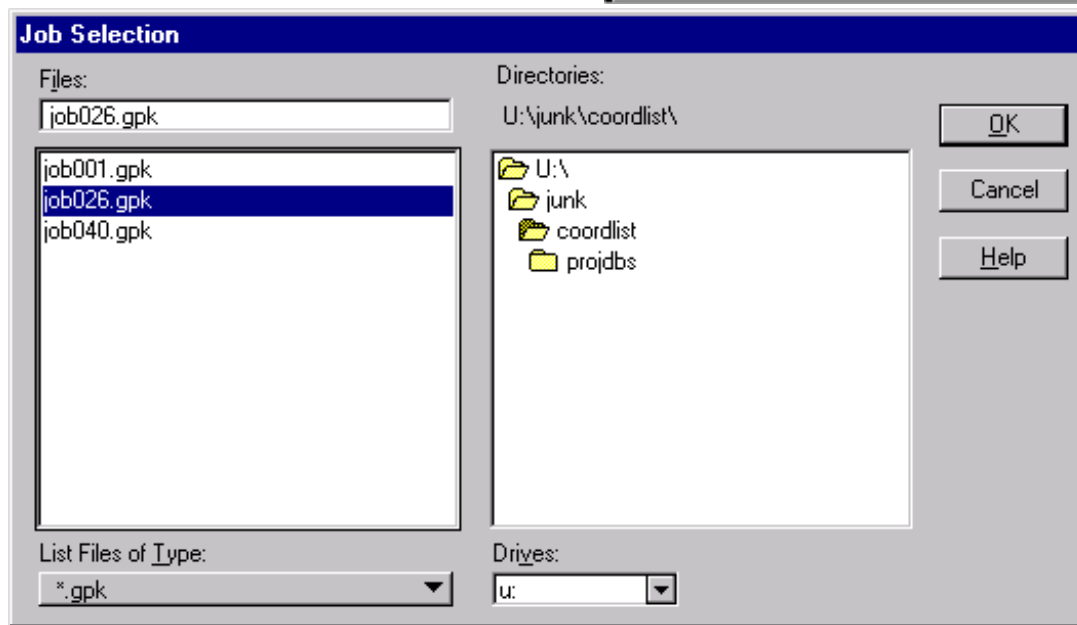 Job Selection
Files:
job026.gpk
job001.gpk
job026.gpk
job040.gpk
List Files of Type:
*.gpk
Directories:
U:\junk\coordlist\
U:\
junk
coordlist
projdbs
Drives:
u:
OK
Cancel
Help